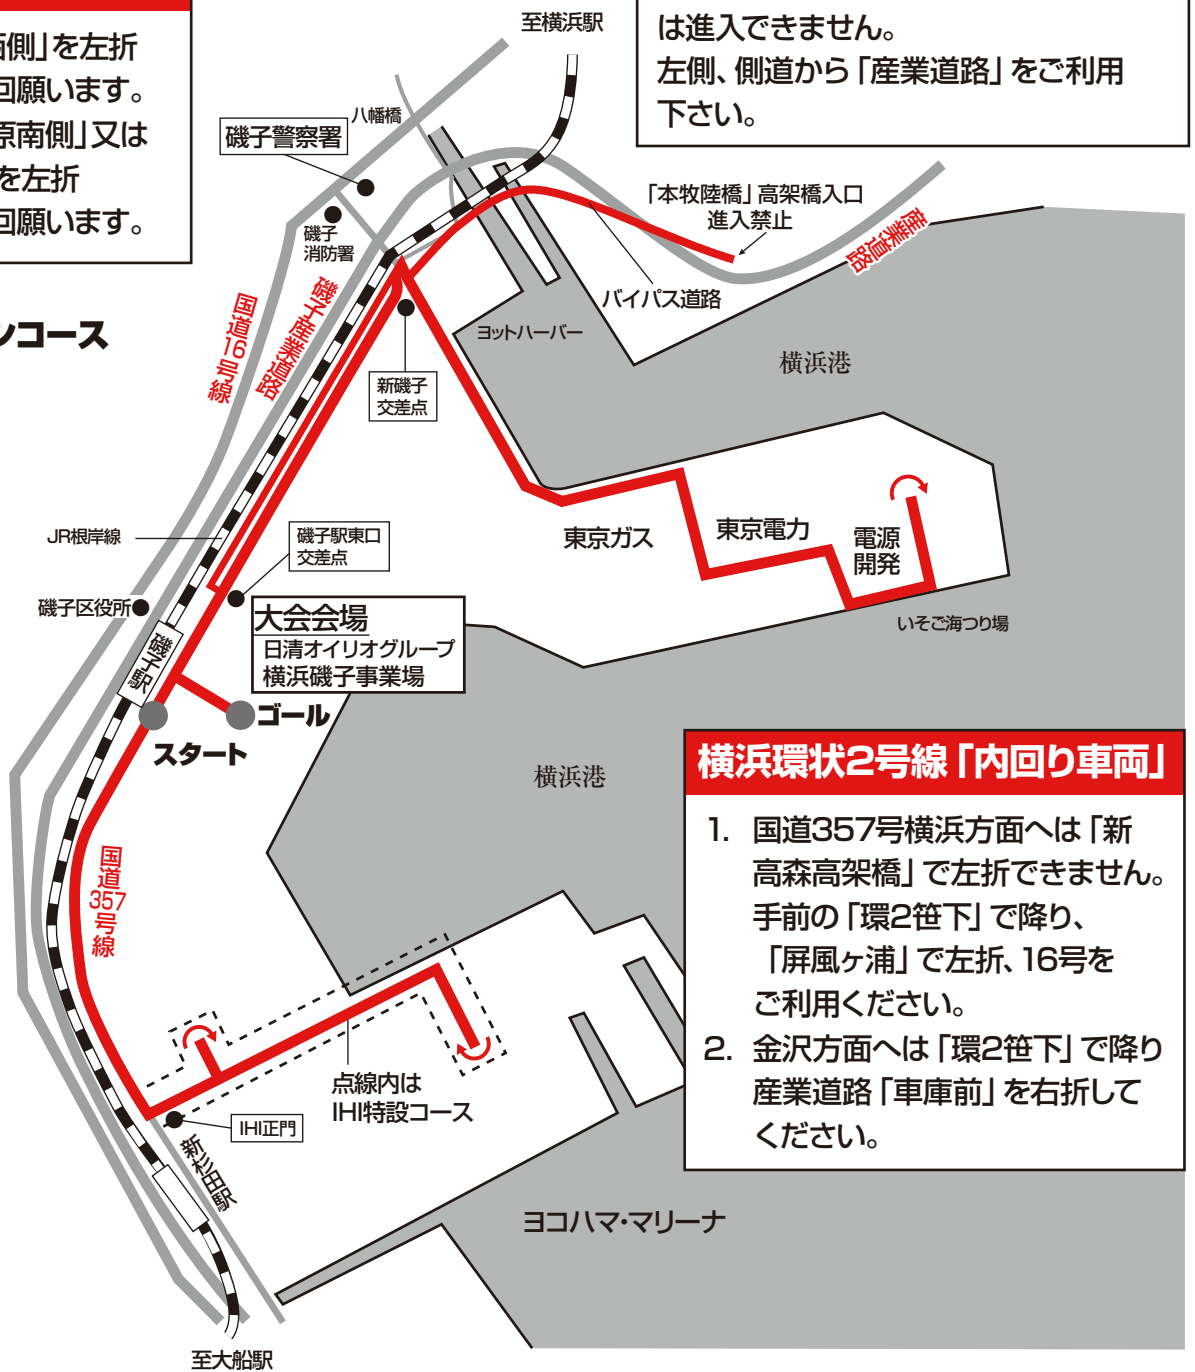 側」を左折
回願います。
原南側」又は
を左折
回願います。
ンコース
は進入できません。
左側、側道から「産業道路」をご利用
下さい。
至横浜駅
八幡橋
磯子警察署
磯子
消防署
「本牧陸橋」高架橋入口
進入禁止
産業道路
バイパス道路
ヨットハーバー
横浜港
国道16号線
磯子産業道路
新磯子
交差点
JR根岸線
磯子駅東口
交差点
東京ガス
東京電力
電源
開発
いそご海つり場
磯子区役所
磯子駅
大会会場
日清オイリオグループ
横浜磯子事業場
ゴール
スタート
横浜港
国道357号線
横浜環状2号線「内回り車両」
1. 国道357号横浜方面へは「新
高森高架橋」で左折できません。
手前の「環2笹下」で降り、
「屏風ヶ浦」で左折、16号を
ご利用ください。
2. 金沢方面へは「環2笹下」で降り
産業道路「車庫前」を右折して
ください。
点線内は
IHI特設コース
IHI正門
新杉田駅
ヨコハマ・マリーナ
至大船駅